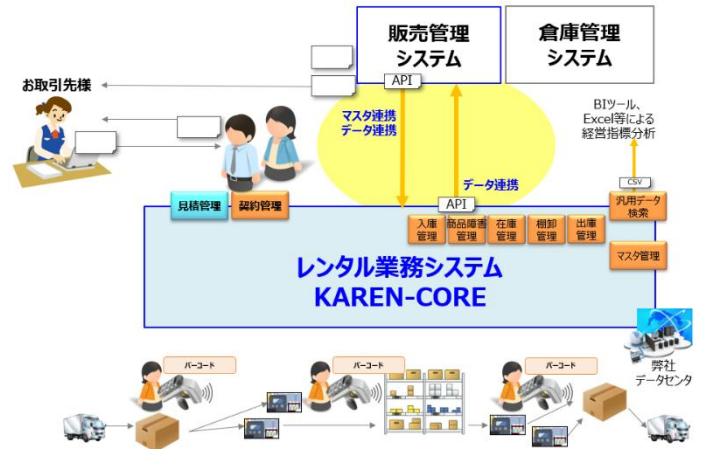 販売管理
システム
倉庫管理
システム
API
お取引先様
マスタ連携
データ連携
BIツール、
Excel等による
経営指標分析
データ連携
CSV
API
見積管理
契約管理
汎用データ
検索
入庫
管理
商品障害
管理
在庫
管理
棚卸
管理
出庫
管理
マスタ管理
レンタル業務システム
KAREN-CORE
弊社
データセンタ
バーコード
バーコード
バーコード